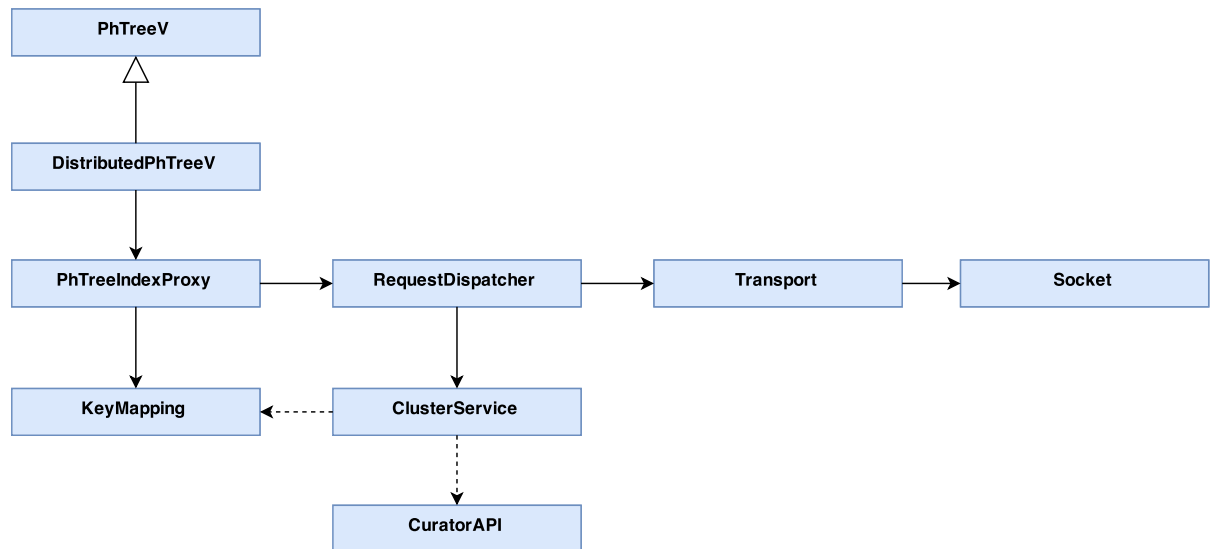 PhTreeV
DistributedPhTreeV
PhTreeIndexProxy
RequestDispatcher
Transport
Socket
KeyMapping
ClusterService
CuratorAPI